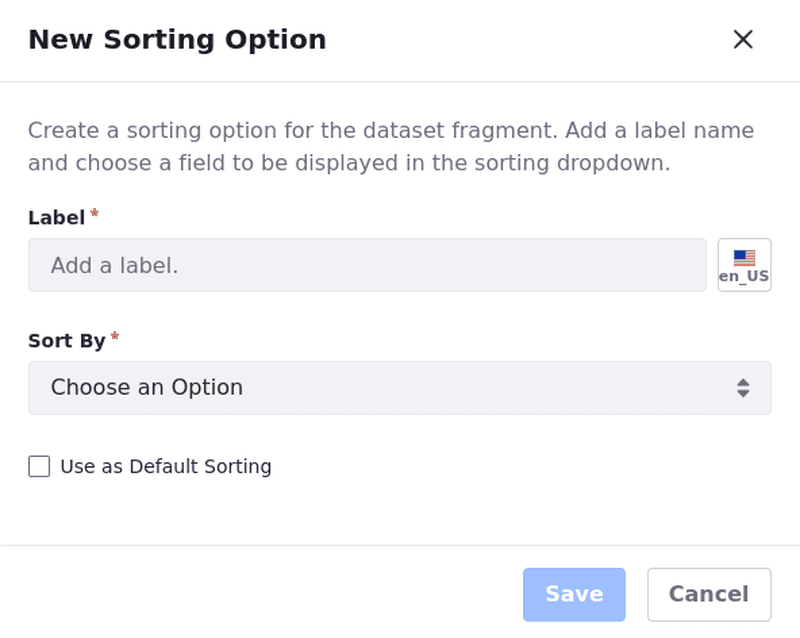 New Sorting Option
Create a sorting option for the dataset fragment. Add a label name
and choose a field to be displayed in the sorting dropdown.
Label *
Add a label.
en_US
Sort By *
Choose an Option
Use as Default Sorting
Save
Cancel